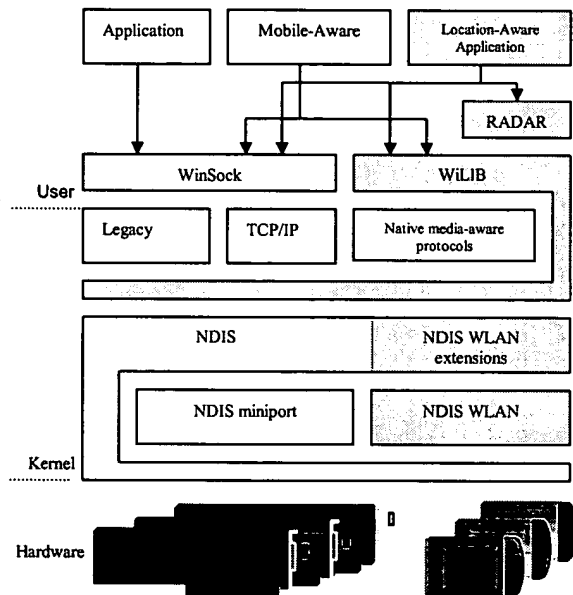 Application
Mobile-Aware
Location-Aware
Application
RADAR
WinSock
WiLIB
User
Legacy
TCP/IP
Native media-aware
protocols
NDIS
NDIS WLAN
extensions
NDIS miniport
NDIS WLAN
Kernel
Hardware